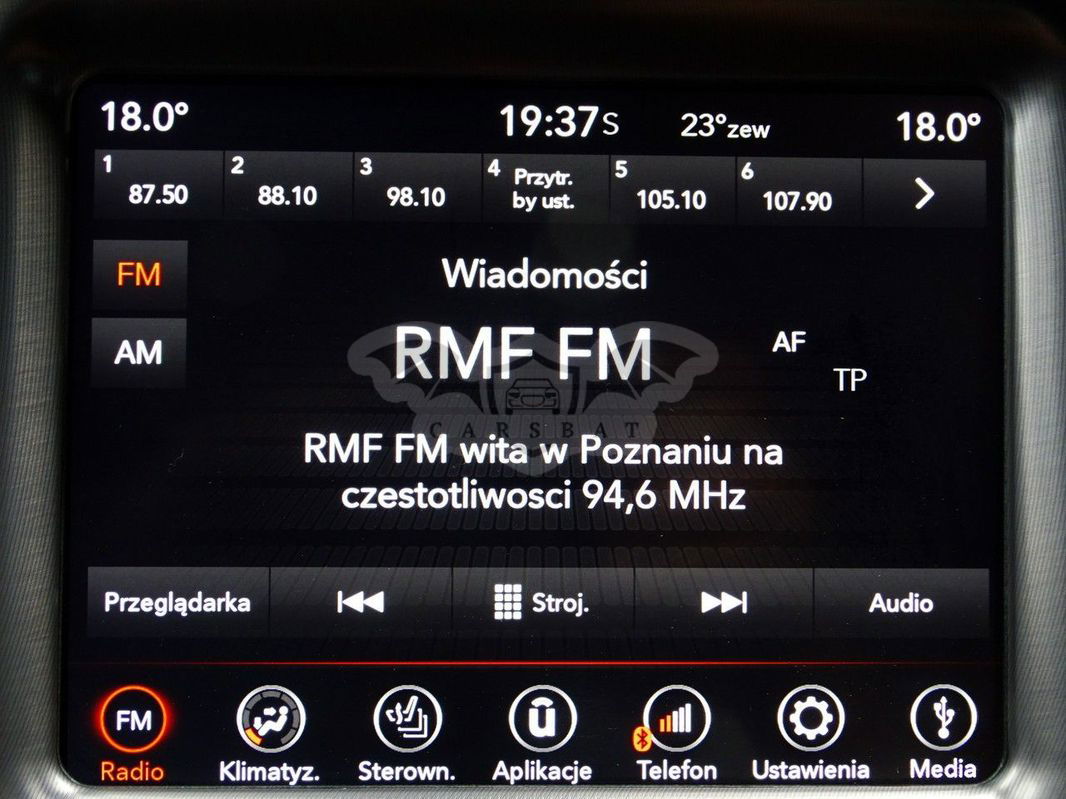 18.0° 19:37S 23°zew 18.0°
1 87.50
2 88.10
3 98.10
4 Przytr.
by ust.
5 105.10
6 107.90
FM
Wiadomości
AM
RMF FM
AF
TP
CARSBAT
RMF FM wita w Poznaniu na
czestotliwosci 94,6 MHz
Przeglądarka Stroj. Audio
FM
Radio Klimatyz. Sterown. Aplikacje Telefon Ustawienia Media